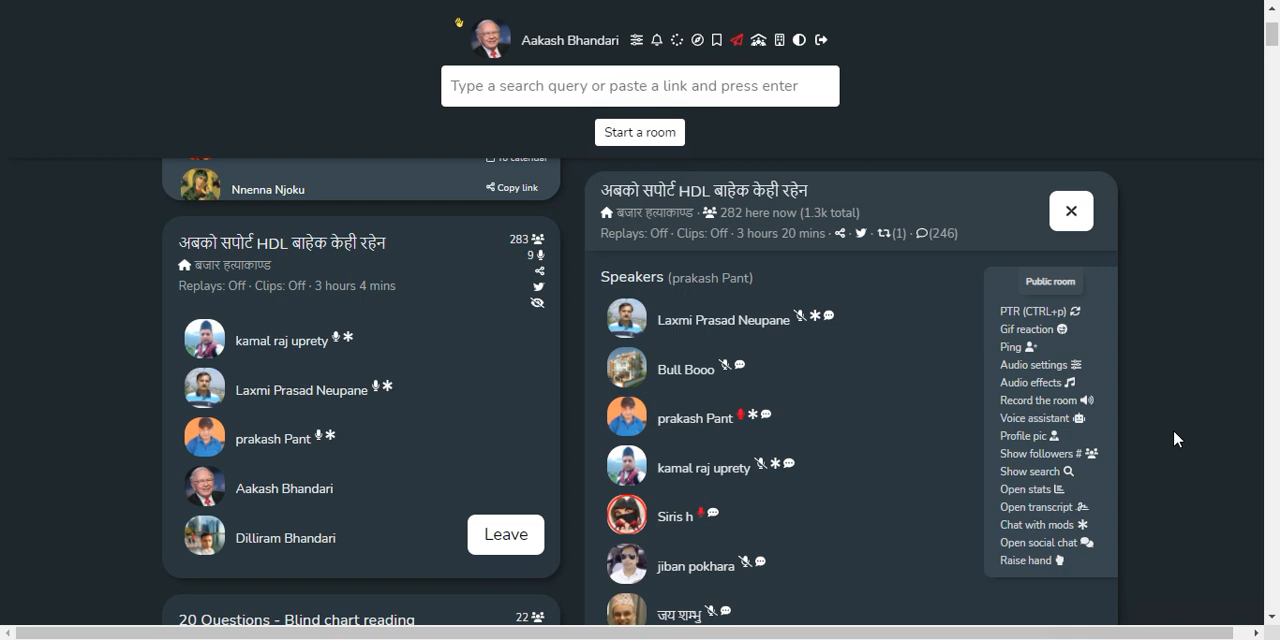 Aakash Bhandari
Type a search query or paste a link and press enter
Start a room
To calendar
Nnenna Njoku
Copy link
अबको सपोर्ट HDL बाहेक केही रहेन
283
बजार हत्याकाण्ड
9
Replays: Off · Clips: Off · 3 hours 4 mins
kamal raj uprety
Laxmi Prasad Neupane
prakash Pant
Aakash Bhandari
Dilliram Bhandari
Leave
20 Questions - Blind chart reading
22
अबको सपोर्ट HDL बाहेक केही रहेन
बजार हत्याकाण्ड · 282 here now (1.3k total)
Replays: Off · Clips: Off · 3 hours 20 mins · · · (1) · (246)
Speakers (prakash Pant)
Laxmi Prasad Neupane
Bull Booo
prakash Pant
kamal raj uprety
Siris h
jiban pokhara
जय शम्भु
Public room
PTR (CTRL+p)
Gif reaction
Ping
Audio settings
Audio effects
Record the room
Voice assistant
Profile pic
Show followers #
Show search
Open stats
Open transcript
Chat with mods
Open social chat
Raise hand